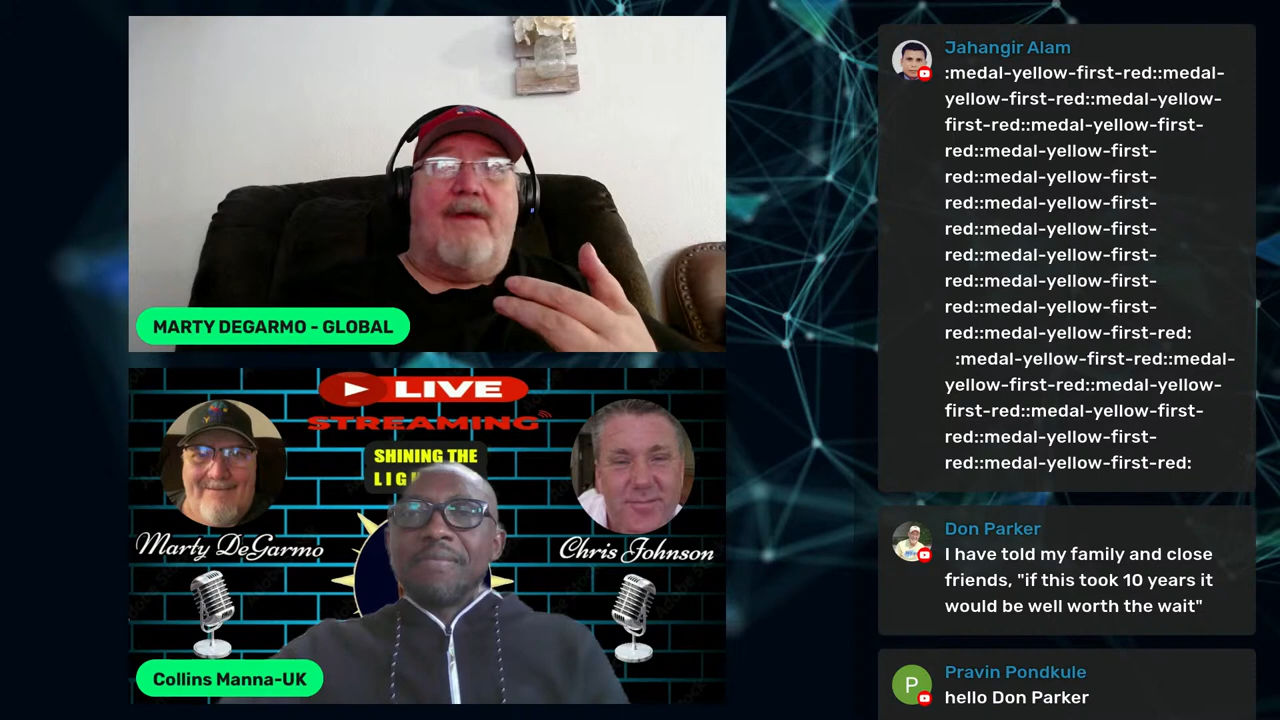 MARTY DEGARMO - GLOBAL
LIVE
STREAMING
SHINING THE
LIG
Marty DeGarmo
Chris Johnson
Collins Manna-UK
Jahangir Alam
:medal-yellow-first-red::medal-
yellow-first-red::medal-yellow-
first-red::medal-yellow-first-
red::medal-yellow-first-
red::medal-yellow-first-
red::medal-yellow-first-
red::medal-yellow-first-
red::medal-yellow-first-
red::medal-yellow-first-
red::medal-yellow-first-
red::medal-yellow-first-red:
:medal-yellow-first-red::medal-
yellow-first-red::medal-yellow-
first-red::medal-yellow-first-
red::medal-yellow-first-
red::medal-yellow-first-red:
Don Parker
I have told my family and close
friends, "if this took 10 years it
would be well worth the wait"
P
Pravin Pondkule
hello Don Parker